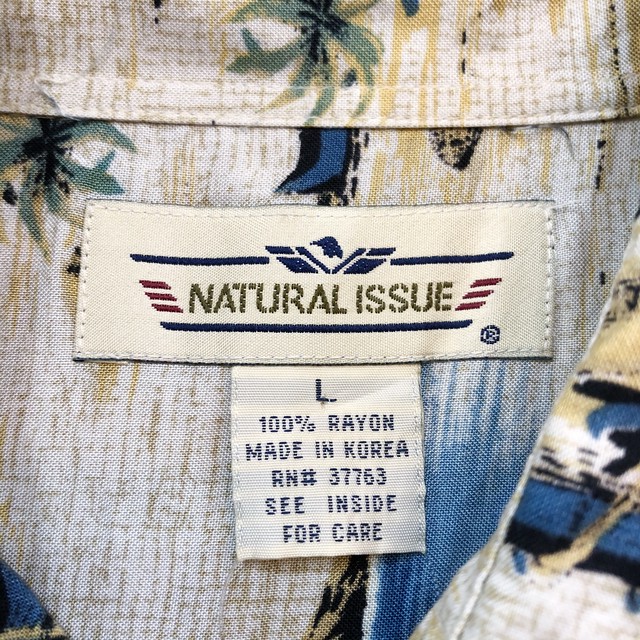 NATURAL ISSUE
®
L
100% RAYON
MADE IN KOREA
RN# 37763
SEE INSIDE
FOR CARE